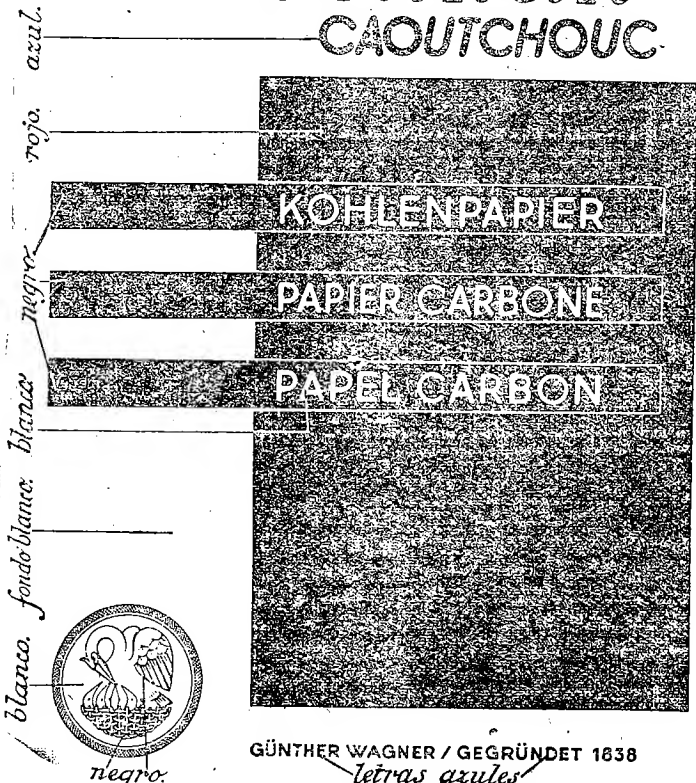 CAOUTCHOUC
azul.
rojo.
KOHLENPAPIER
negro.
PAPIER CARBONE
PAPEL CARBON
blanco
fondo blanco.
blanco.
negro.
GÜNTHER WAGNER / GEGRÜNDET 1838
letras azules